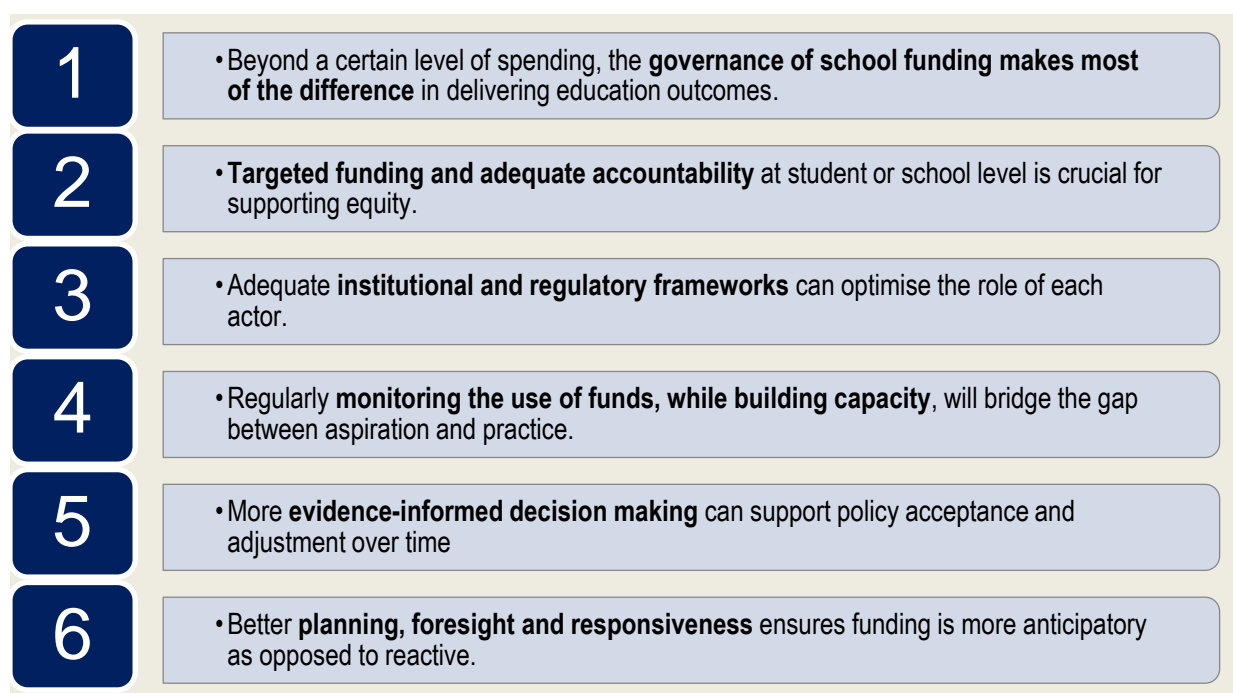 1
• Beyond a certain level of spending, the governance of school funding makes most
of the difference in delivering education outcomes.
2
• Targeted funding and adequate accountability at student or school level is crucial for
supporting equity.
3
• Adequate institutional and regulatory frameworks can optimise the role of each
actor.
4
• Regularly monitoring the use of funds, while building capacity, will bridge the gap
between aspiration and practice.
5
• More evidence-informed decision making can support policy acceptance and
adjustment over time
6
• Better planning, foresight and responsiveness ensures funding is more anticipatory
as opposed to reactive.